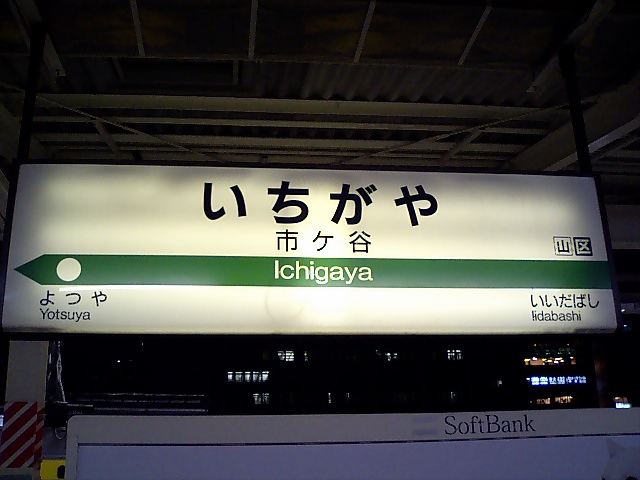 いちがや
市ケ谷
山 区
Ichigaya
よつや
Yotsuya
いいだばし
Iidabashi
SoftBank